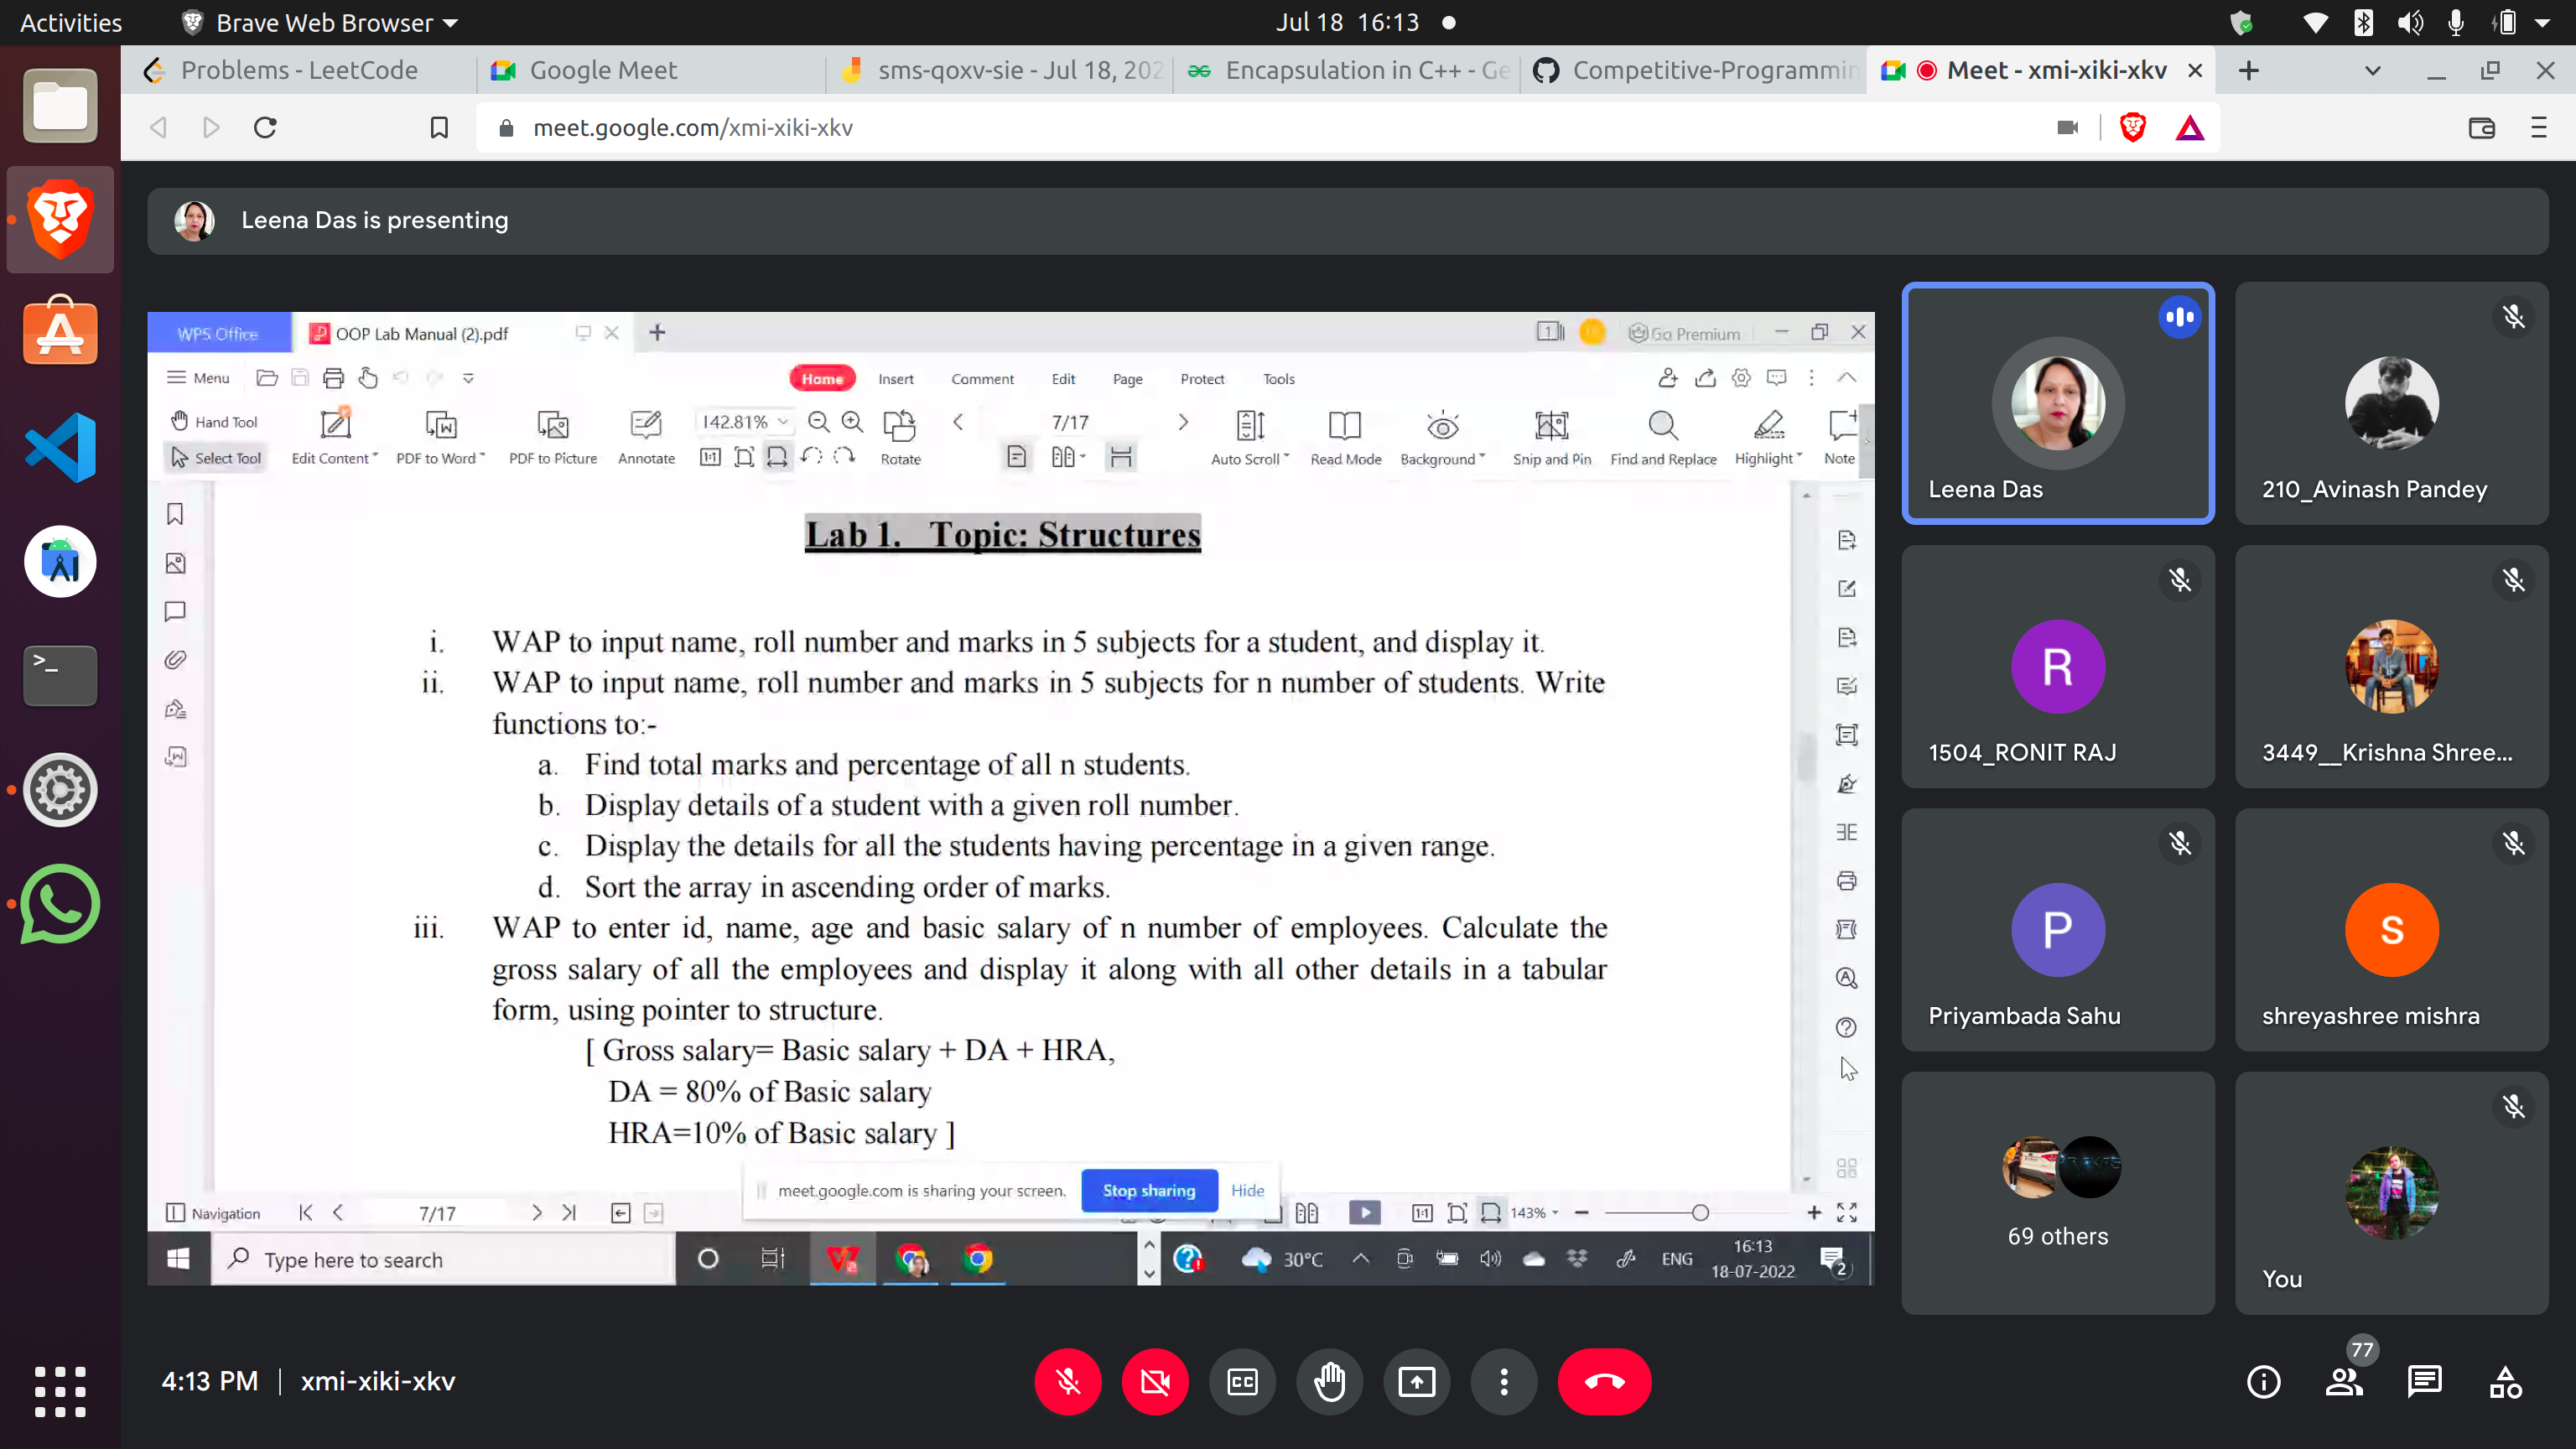 Activities
Brave Web Browser
Jul 18 16:13
Problems - LeetCode
Google Meet
sms-qoxv-sie - Jul 18, 202
Encapsulation in C++ - Ge
Competitive-Programmin
Meet - xmi-xiki-xkv
meet.google.com/xmi-xiki-xkv
Leena Das is presenting
WPS Office
OOP Lab Manual (2).pdf
1
Go Premium
Menu
Home
Insert
Comment
Edit
Page
Protect
Tools
Hand Tool
Select Tool
Edit Content
PDF to Word
PDF to Picture
Annotate
142.81%
Rotate
7/17
Auto Scroll
Read Mode
Background
Snip and Pin
Find and Replace
Highlight
Note
Lab 1. Topic: Structures
i. WAP to input name, roll number and marks in 5 subjects for a student, and display it.
ii. WAP to input name, roll number and marks in 5 subjects for n number of students. Write
functions to:-
a. Find total marks and percentage of all n students.
b. Display details of a student with a given roll number.
c. Display the details for all the students having percentage in a given range.
d. Sort the array in ascending order of marks.
iii. WAP to enter id, name, age and basic salary of n number of employees. Calculate the
gross salary of all the employees and display it along with all other details in a tabular
form, using pointer to structure.
[ Gross salary= Basic salary + DA + HRA,
DA = 80% of Basic salary
HRA=10% of Basic salary ]
meet.google.com is sharing your screen.
Stop sharing
Hide
Navigation
7/17
143%
Type here to search
30°C
ENG
16:13
18-07-2022
2
Leena Das
210_Avinash Pandey
R
1504_RONIT RAJ
3449__Krishna Shree...
P
Priyambada Sahu
S
shreyashree mishra
69 others
You
4:13 PM | xmi-xiki-xkv
77